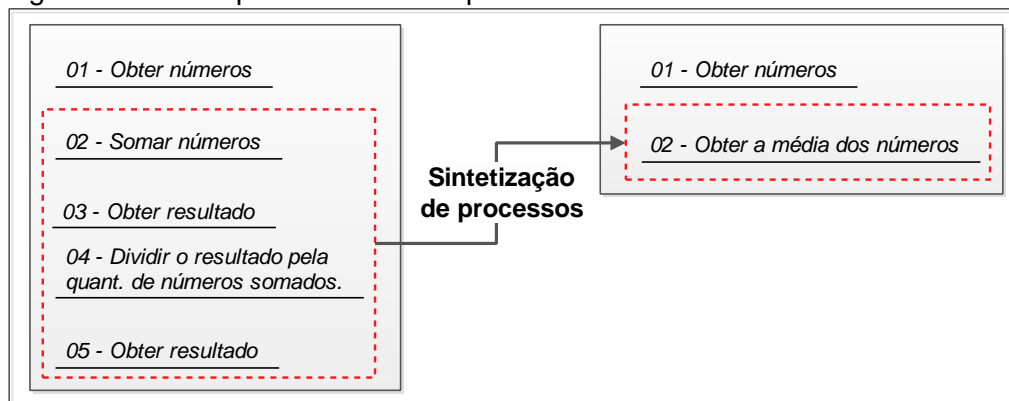 01 - Obter números
02 - Somar números
03 - Obter resultado
04 - Dividir o resultado pela
quant. de números somados.
05 - Obter resultado
Sintetização
de processos
01 - Obter números
02 - Obter a média dos números